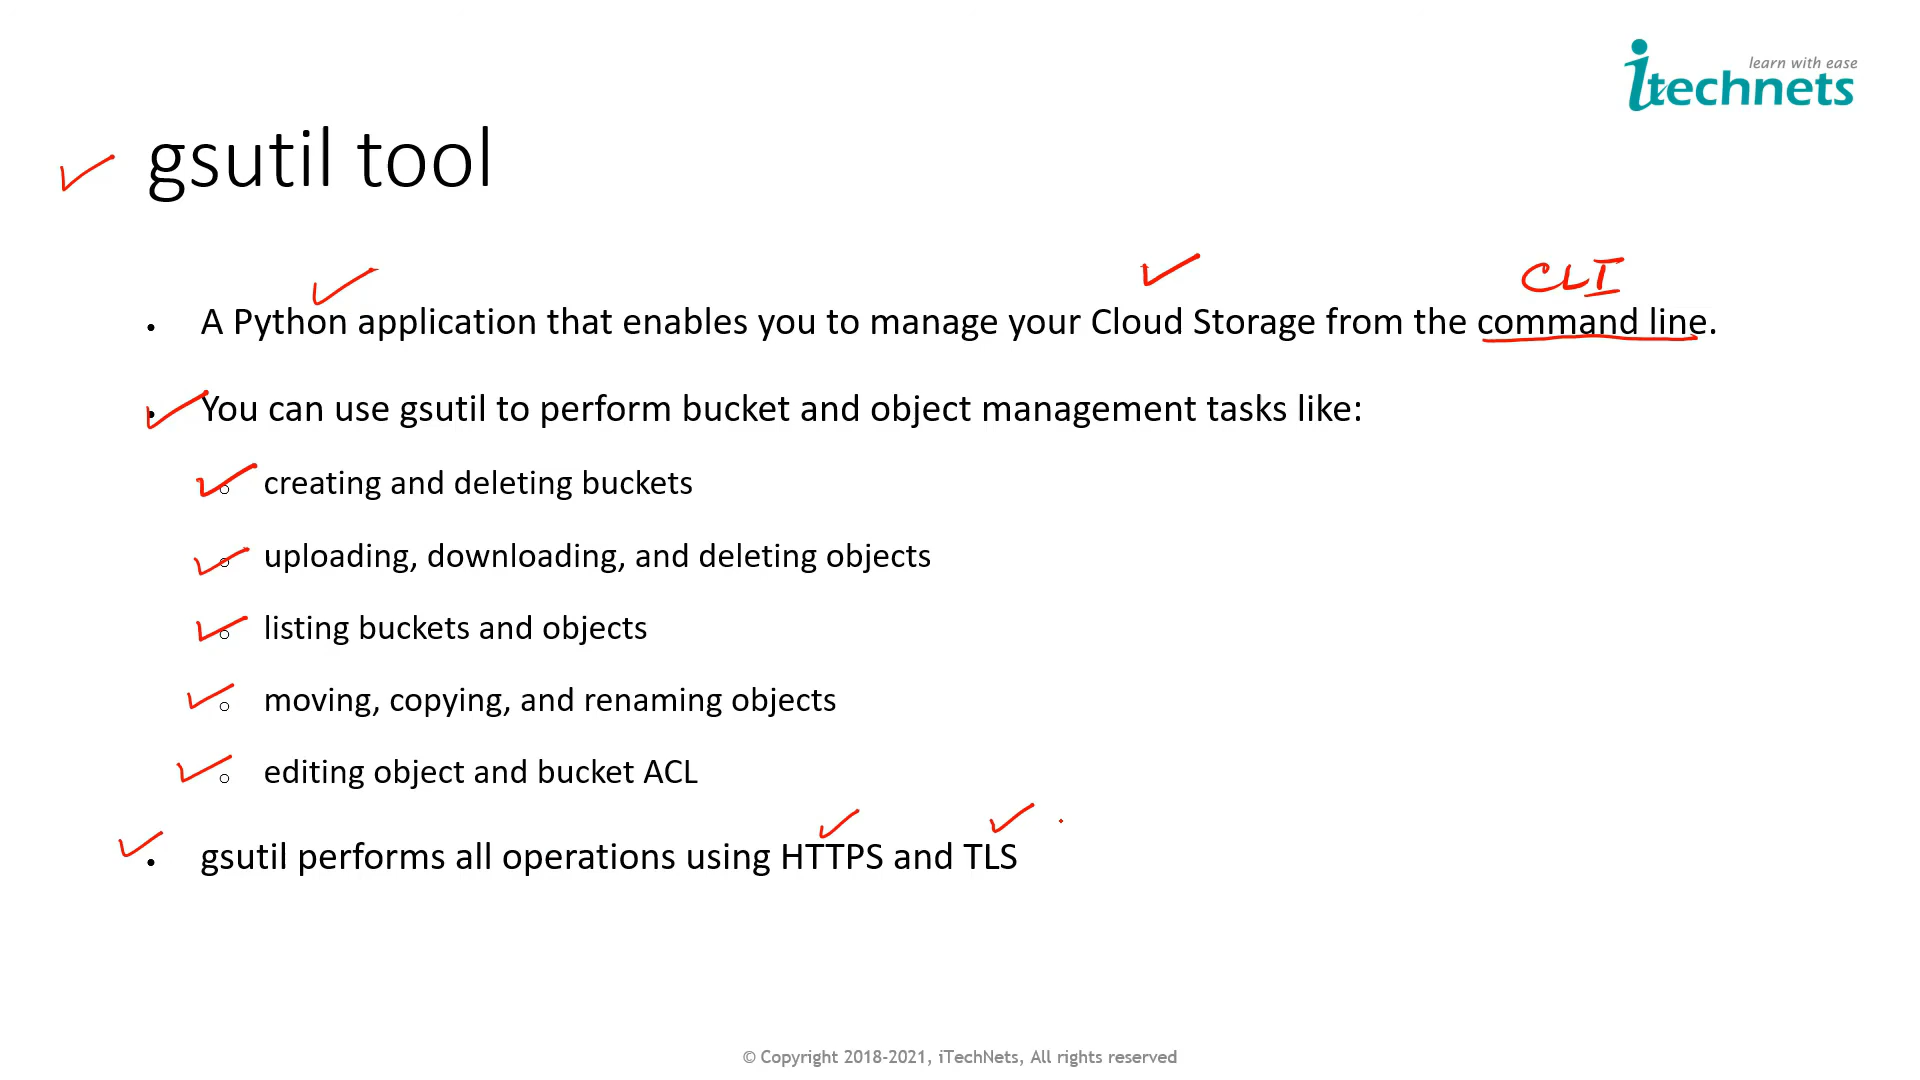 learn with ease
itechnets
gsutil tool
CLI
• A Python application that enables you to manage your Cloud Storage from the command line.
• You can use gsutil to perform bucket and object management tasks like:
○ creating and deleting buckets
○ uploading, downloading, and deleting objects
○ listing buckets and objects
○ moving, copying, and renaming objects
○ editing object and bucket ACL
• gsutil performs all operations using HTTPS and TLS
© Copyright 2018-2021, iTechNets, All rights reserved